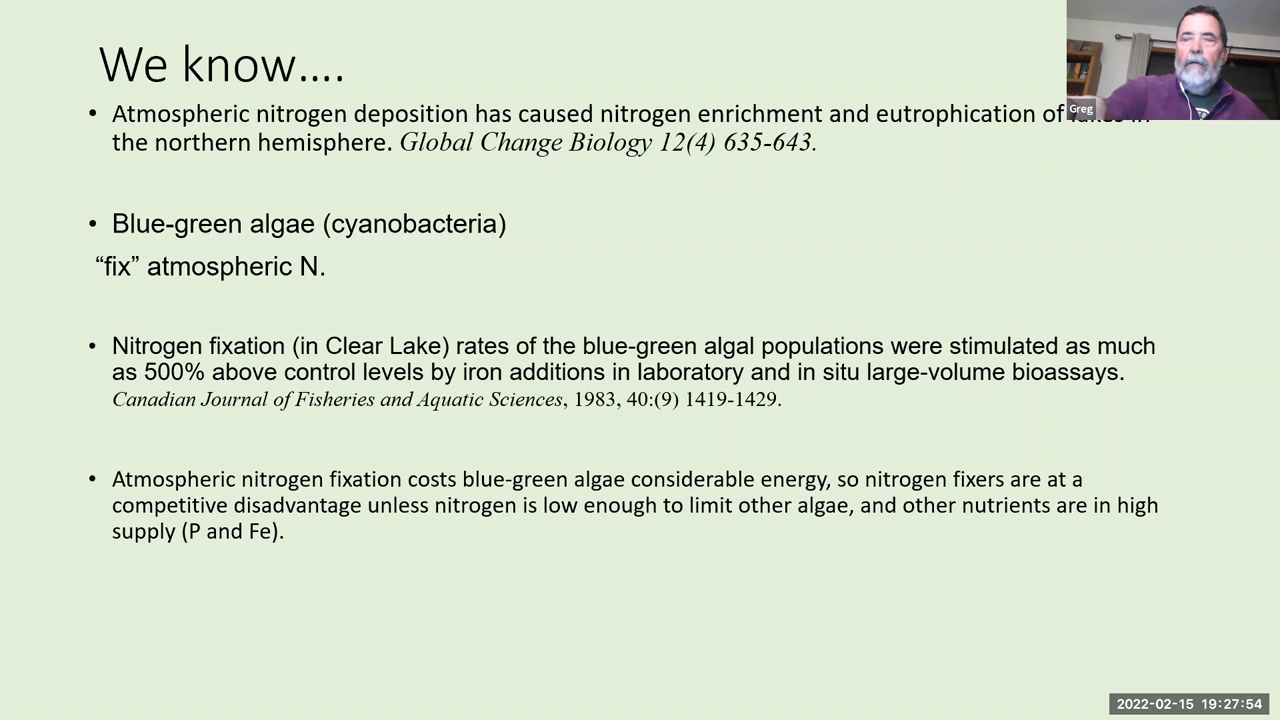 We know....
• Atmospheric nitrogen deposition has caused nitrogen enrichment and eutrophication of lakes in
the northern hemisphere. Global Change Biology 12(4) 635-643.
• Blue-green algae (cyanobacteria)
“fix” atmospheric N.
• Nitrogen fixation (in Clear Lake) rates of the blue-green algal populations were stimulated as much
as 500% above control levels by iron additions in laboratory and in situ large-volume bioassays.
Canadian Journal of Fisheries and Aquatic Sciences, 1983, 40:(9) 1419-1429.
• Atmospheric nitrogen fixation costs blue-green algae considerable energy, so nitrogen fixers are at a
competitive disadvantage unless nitrogen is low enough to limit other algae, and other nutrients are in high
supply (P and Fe).
Greg
2022-02-15 19:27:54